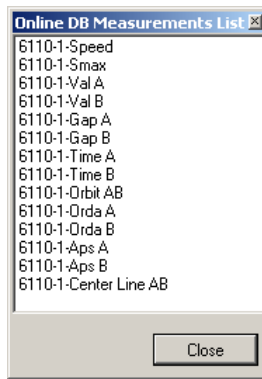 Online DB Measurements List
6110-1-Speed
6110-1-Smax
6110-1-Val A
6110-1-Val B
6110-1-Gap A
6110-1-Gap B
6110-1-Time A
6110-1-Time B
6110-1-Orbit AB
6110-1-Orda A
6110-1-Orda B
6110-1-Aps A
6110-1-Aps B
6110-1-Center Line AB
Close